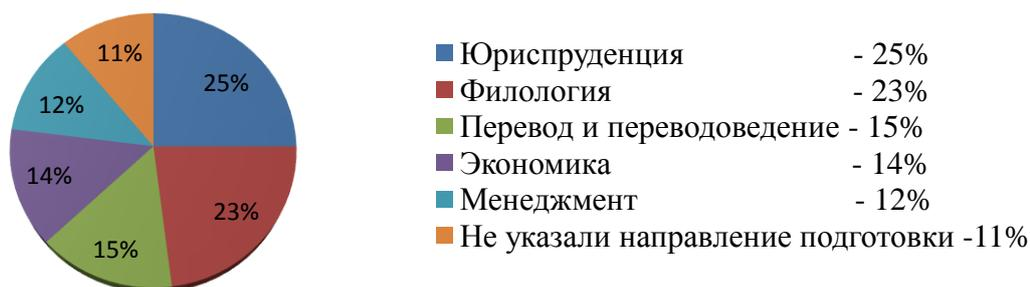 11%
25%
12%
14%
23%
15%
Юриспруденция - 25%
Филология - 23%
Перевод и переводоведение - 15%
Экономика - 14%
Менеджмент - 12%
Не указали направление подготовки -11%